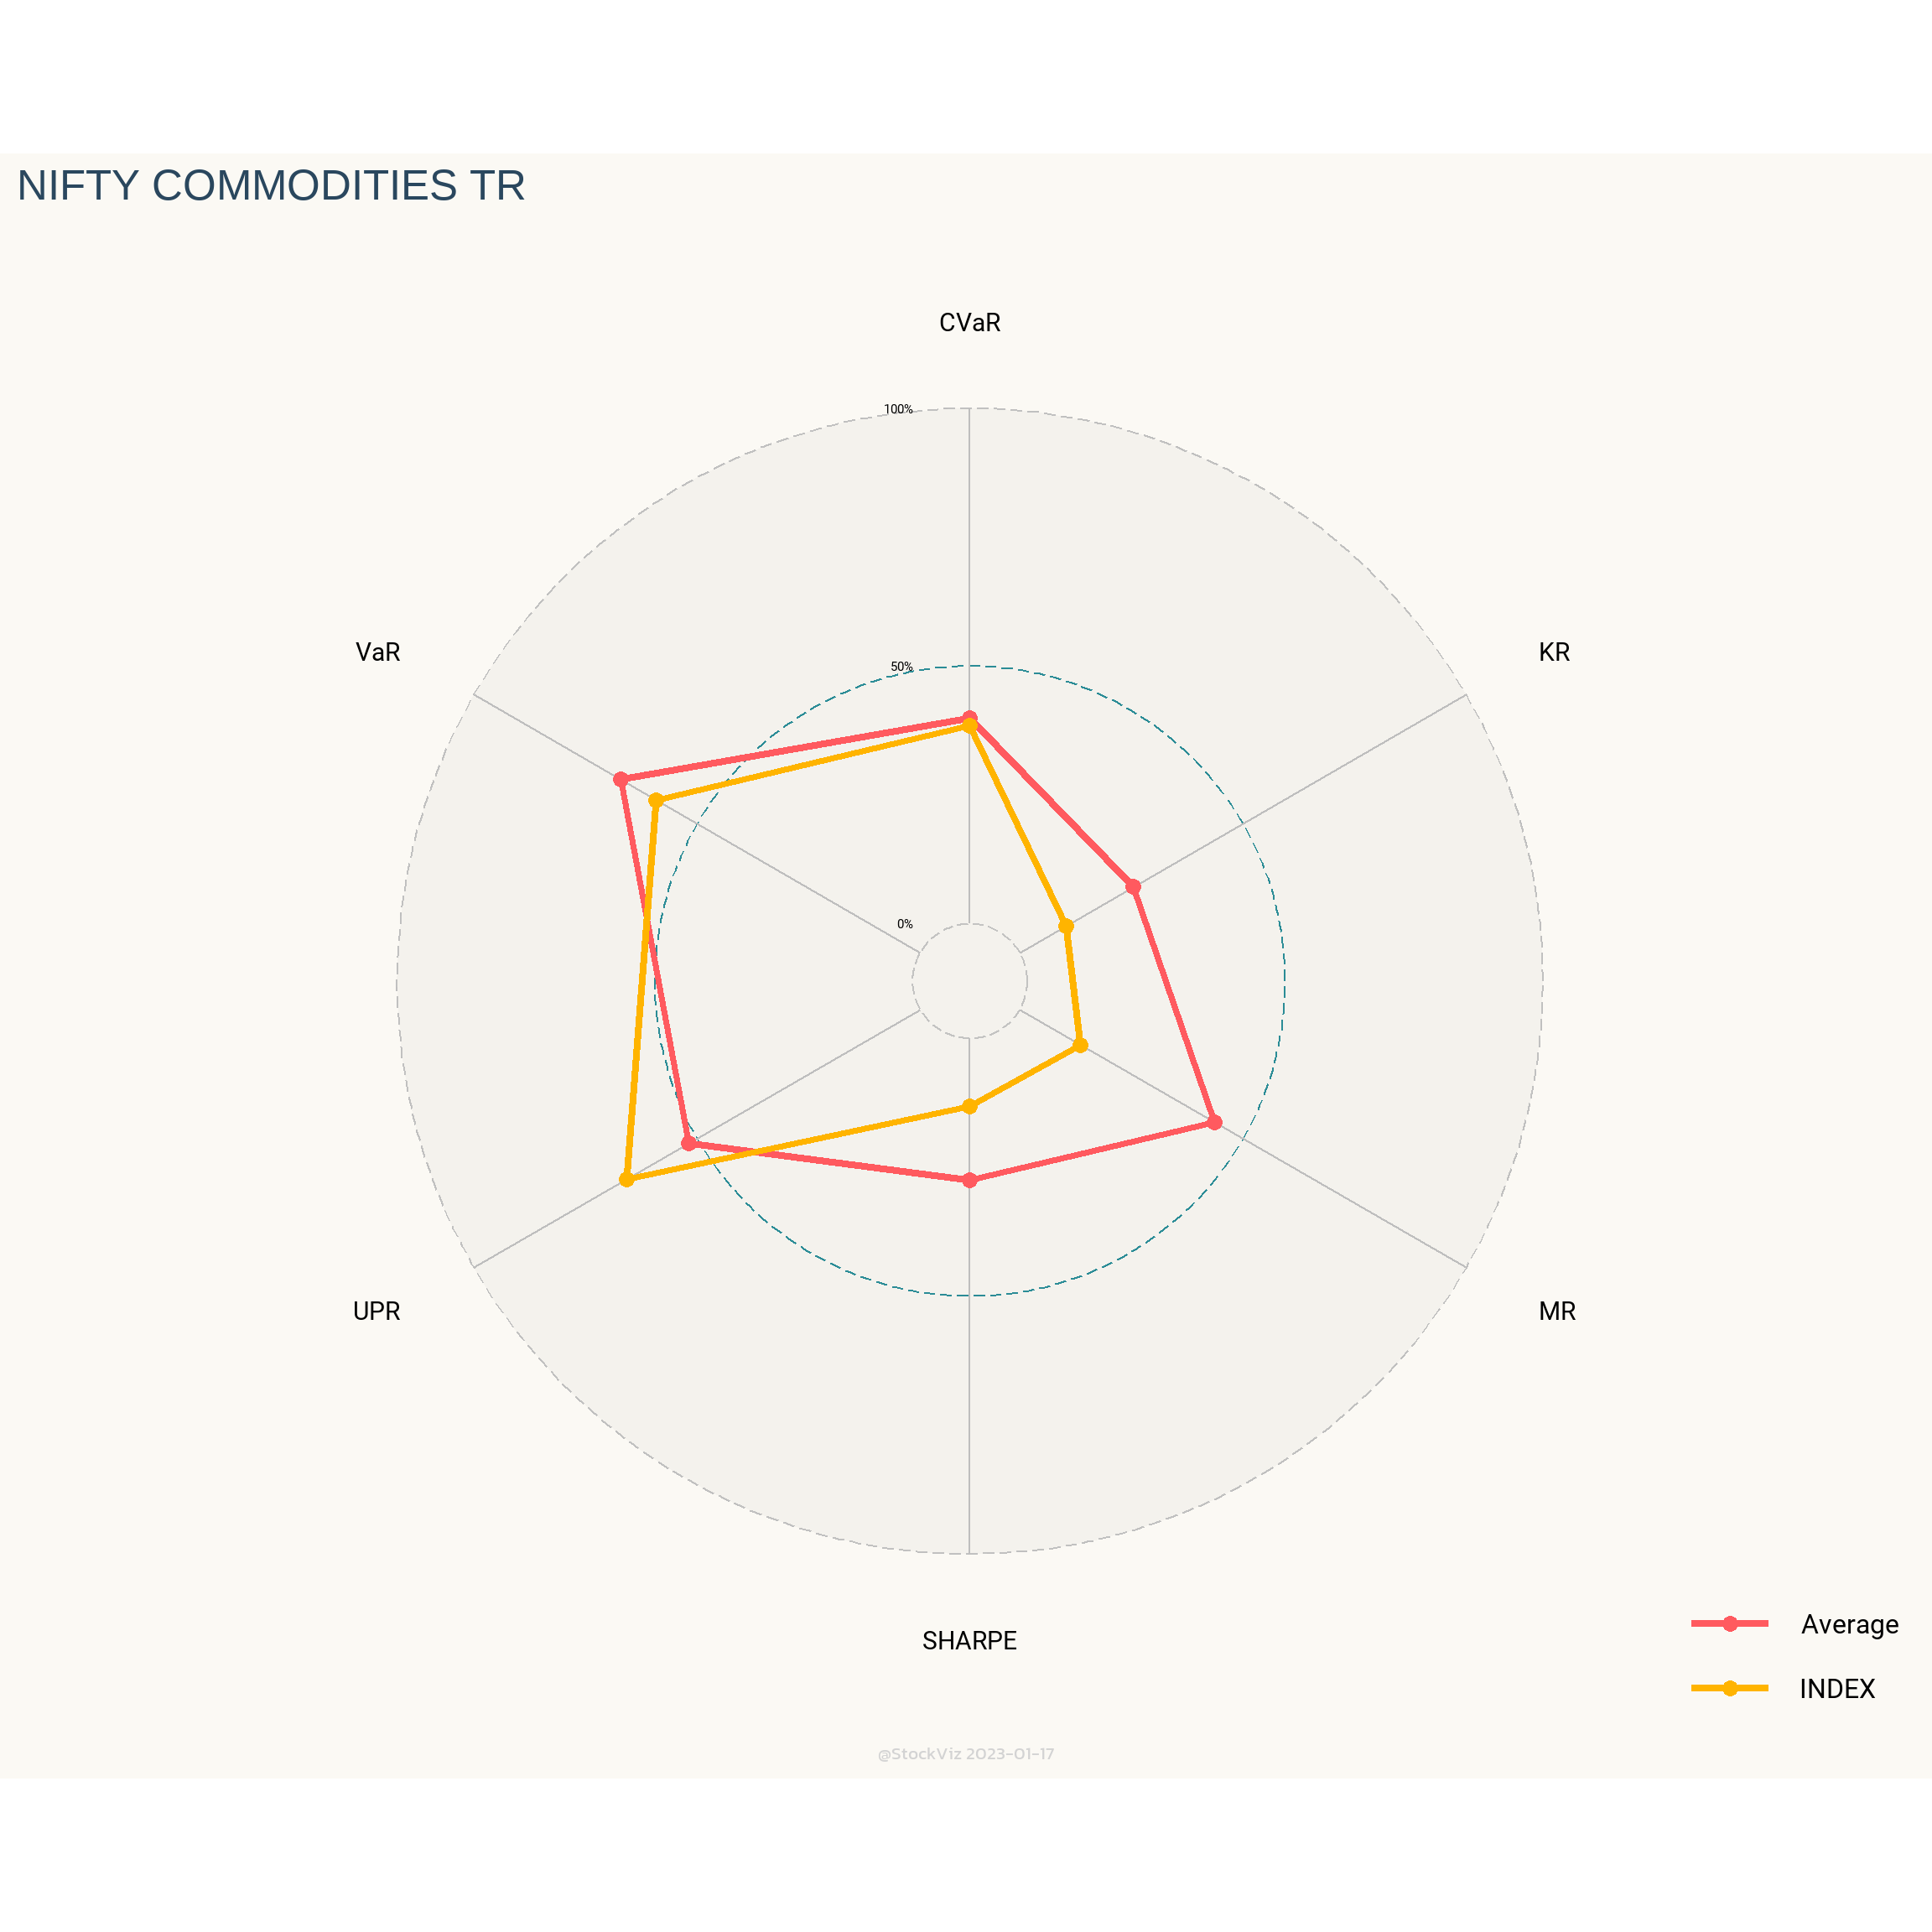 NIFTY COMMODITIES TR
CVaR
100%
VaR
KR
50%
0%
UPR
MR
SHARPE
Average
INDEX
@StockViz 2023-01-17